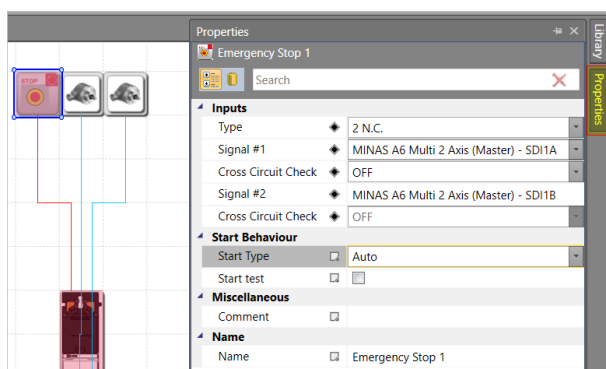 Properties
Emergency Stop 1
Search
Inputs
Type 2 N.C.
Signal #1 MINAS A6 Multi 2 Axis (Master) - SDI1A
Cross Circuit Check OFF
Signal #2 MINAS A6 Multi 2 Axis (Master) - SDI1B
Cross Circuit Check OFF
Start Behaviour
Start Type Auto
Start test
Miscellaneous
Comment
Name
Name Emergency Stop 1
STOP
Library
Properties